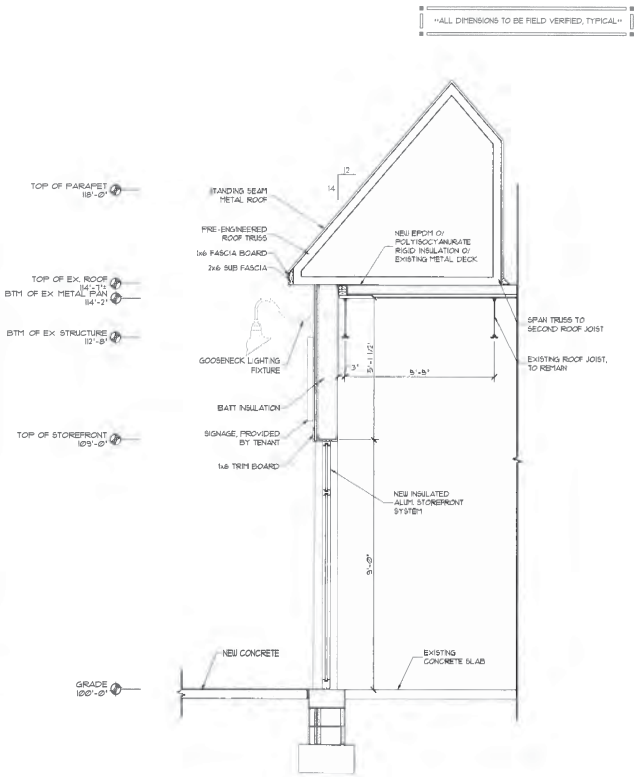 "ALL DIMENSIONS TO BE FIELD VERIFIED, TYPICAL"
12
14
TOP OF PARAPET
118'-0"
STANDING SEAM
METAL ROOF
PRE-ENGINEERED
ROOF TRUSS
1x6 FASCIA BOARD
2x6 SUB FASCIA
NEW EPDM O/
POLYISOCYANURATE
RIGID INSULATION O/
EXISTING METAL DECK
TOP OF EX. ROOF
114'-7"±
BTM OF EX METAL PAN
114'-2"
BTM OF EX STRUCTURE
112'-8"
SPAN TRUSS TO
SECOND ROOF JOIST
EXISTING ROOF JOIST,
TO REMAIN
GOOSENECK LIGHTING
FIXTURE
3"
5'-1 1/2"
BATT INSULATION
SIGNAGE, PROVIDED
BY TENANT
TOP OF STOREFRONT
109'-0"
1x6 TRIM BOARD
NEW INSULATED
ALUM. STOREFRONT
SYSTEM
9'-0"
NEW CONCRETE
EXISTING
CONCRETE SLAB
GRADE
100'-0"